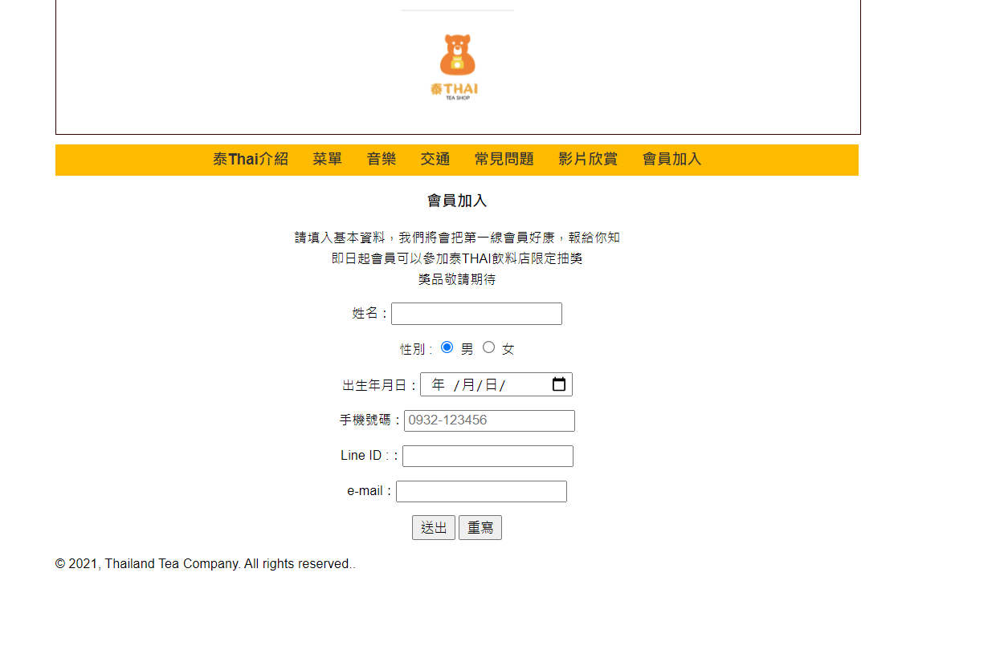 泰THAI
TEA SHOP
泰Thai介紹 菜單 音樂 交通 常見問題 影片欣賞 會員加入
會員加入
請填入基本資料，我們將會把第一線會員好康，報給你知
即日起會員可以參加泰THAI飲料店限定抽獎
獎品敬請期待
姓名：
性別 : 男 女
出生年月日： 年 /月/日/
手機號碼： 0932-123456
Line ID : ：
e-mail：
送出 重寫
© 2021, Thailand Tea Company. All rights reserved..